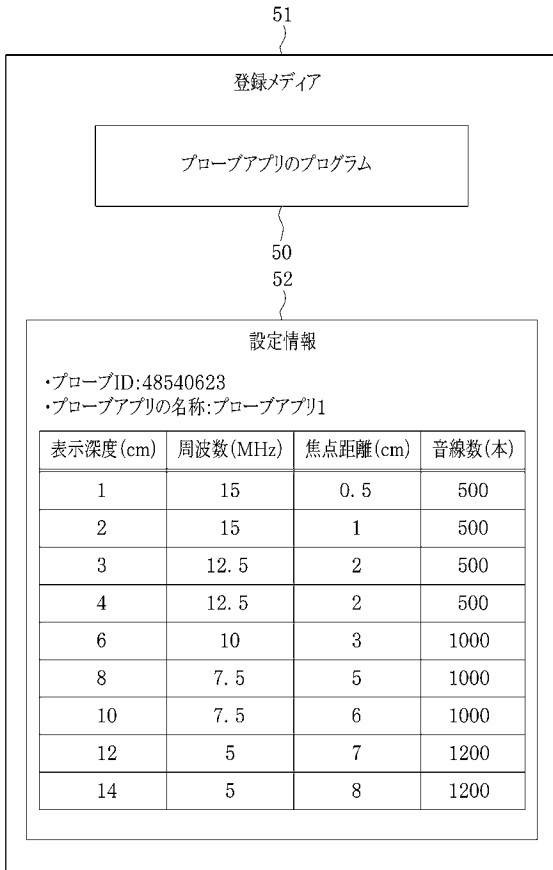 51
登録メディア
プローブアプリのプログラム
50
52
設定情報
・プローブID:48540623
・プローブアプリの名称:プローブアプリ1
表示深度(cm) 周波数(MHz) 焦点距離(cm) 音線数(本)
1 15 0.5 500
2 15 1 500
3 12.5 2 500
4 12.5 2 500
6 10 3 1000
8 7.5 5 1000
10 7.5 6 1000
12 5 7 1200
14 5 8 1200